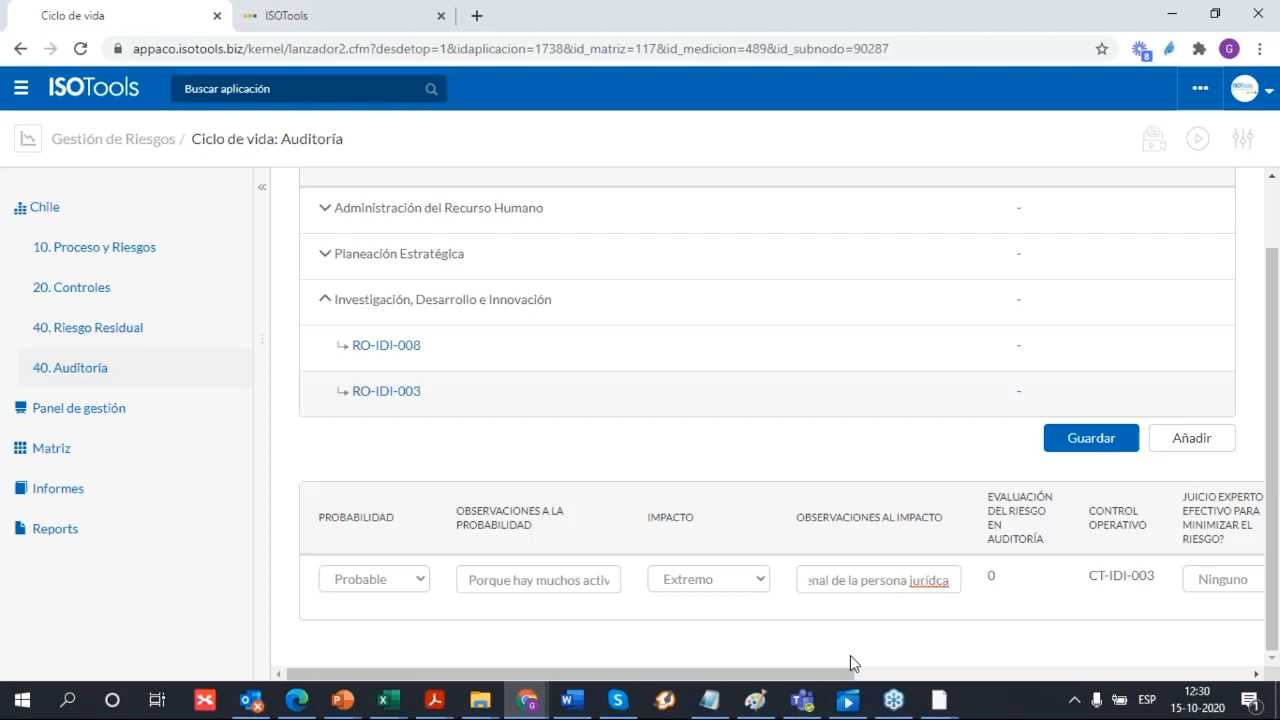 Ciclo de vida
ISOTools
appaco.isotools.biz/kernel/lanzador2.cfm?desdetop=1&idaplicacion=1738&id_matriz=117&id_medicion=489&id_subnodo=90287
G
8
ISOTools
Buscar aplicación
Gestión de Riesgos / Ciclo de vida: Auditoría
Chile
10. Proceso y Riesgos
20. Controles
40. Riesgo Residual
40. Auditoría
Panel de gestión
Matriz
Informes
Reports
Administración del Recurso Humano -
Planeación Estratégica -
Investigación, Desarrollo e Innovación -
RO-IDI-008 -
RO-IDI-003 -
Guardar
Añadir
PROBABILIDAD
OBSERVACIONES A LA
PROBABILIDAD
IMPACTO
OBSERVACIONES AL IMPACTO
EVALUACIÓN
DEL RIESGO
EN
AUDITORÍA
CONTROL
OPERATIVO
JUICIO EXPERTO
EFECTIVO PARA
MINIMIZAR EL
RIESGO?
Probable
Porque hay muchos activ
Extremo
enal de la persona jurídca
0
CT-IDI-003
Ninguno
ESP
12:30
15-10-2020
1